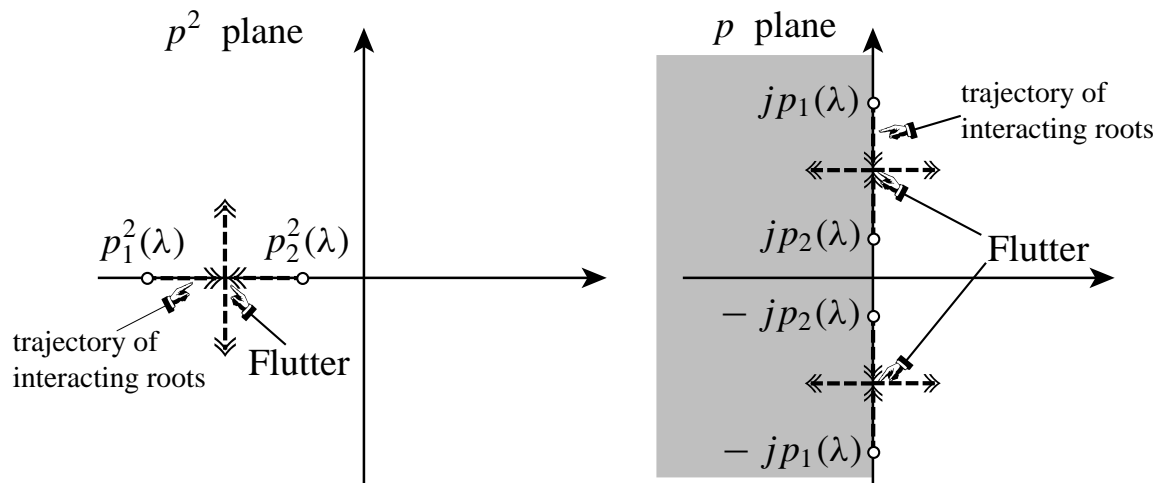 p² plane
p₁²(λ)
p₂²(λ)
trajectory of
interacting roots
Flutter
p plane
jp₁(λ)
trajectory of
interacting roots
jp₂(λ)
Flutter
− jp₂(λ)
− jp₁(λ)